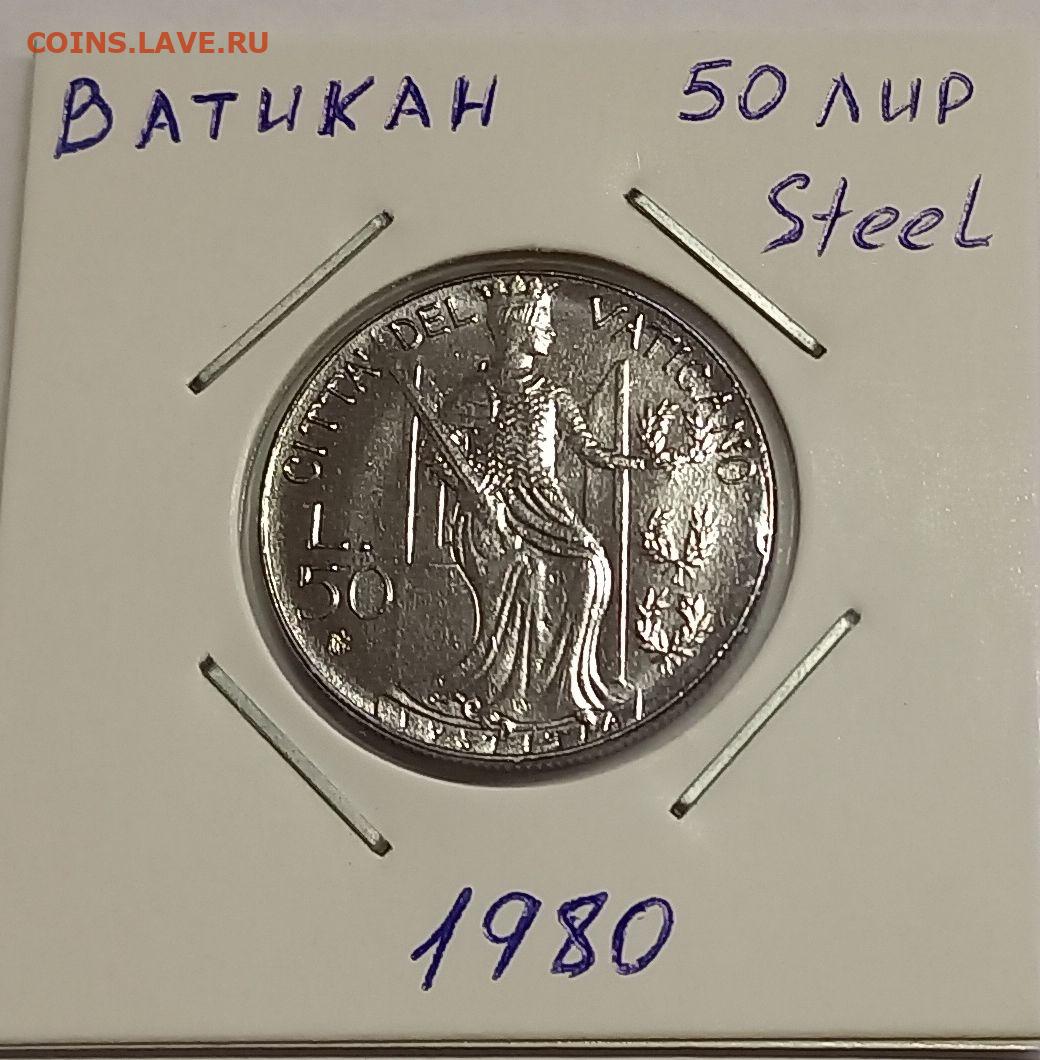 COINS.LAVE.RU
ВАТИКАН 50 ЛИР
Steel
CITTA' DEL VATICANO
L.
50
1980